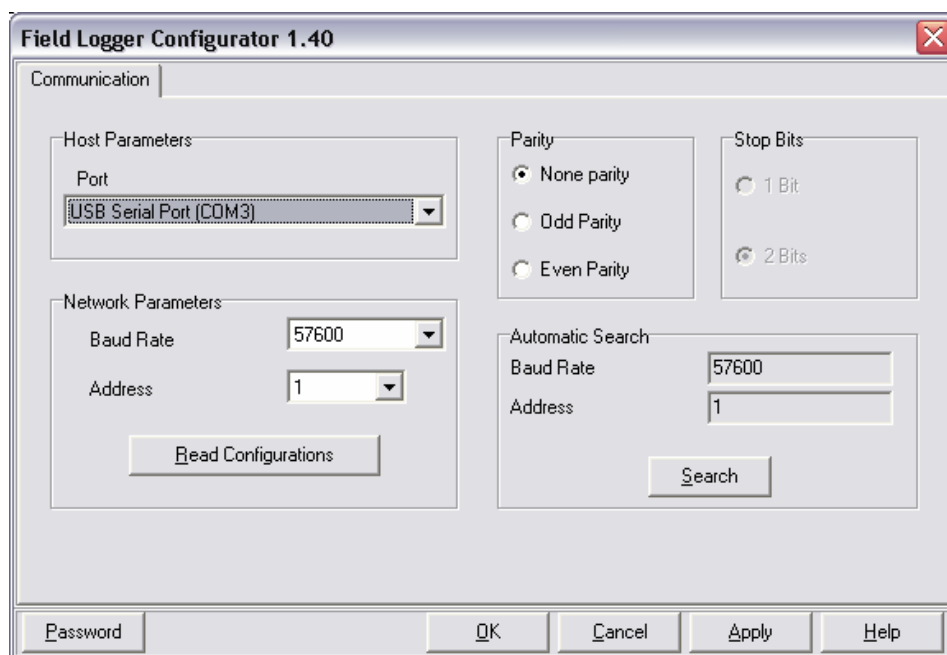 Field Logger Configurator 1.40
Communication
Host Parameters
Port
USB Serial Port (COM3)
Network Parameters
Baud Rate 57600
Address 1
Read Configurations
Parity
None parity
Odd Parity
Even Parity
Stop Bits
1 Bit
2 Bits
Automatic Search
Baud Rate 57600
Address 1
Search
Password OK Cancel Apply Help